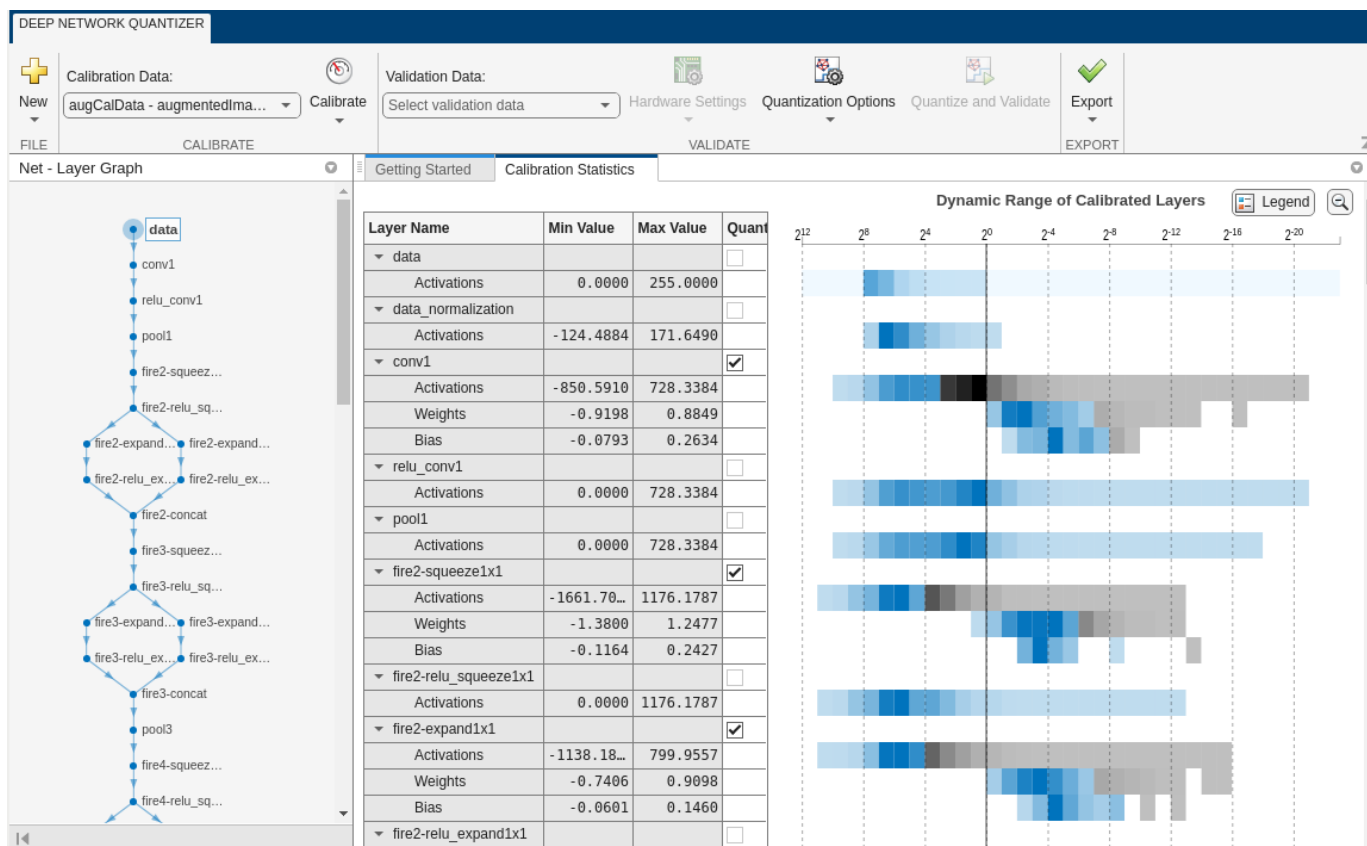 DEEP NETWORK QUANTIZER
New
FILE
Calibration Data:
augCalData - augmentedIma...
Calibrate
CALIBRATE
Validation Data:
Select validation data
Hardware Settings
Quantization Options
Quantize and Validate
VALIDATE
Export
EXPORT
Net - Layer Graph
data
conv1
relu_conv1
pool1
fire2-squeez...
fire2-relu_sq...
fire2-expand... fire2-expand...
fire2-relu_ex... fire2-relu_ex...
fire2-concat
fire3-squeez...
fire3-relu_sq...
fire3-expand... fire3-expand...
fire3-relu_ex... fire3-relu_ex...
fire3-concat
pool3
fire4-squeez...
fire4-relu_sq...
Getting Started
Calibration Statistics
Layer Name Min Value Max Value Quant
data
Activations 0.0000 255.0000
data_normalization
Activations -124.4884 171.6490
conv1
Activations -850.5910 728.3384
Weights -0.9198 0.8849
Bias -0.0793 0.2634
relu_conv1
Activations 0.0000 728.3384
pool1
Activations 0.0000 728.3384
fire2-squeeze1x1
Activations -1661.70... 1176.1787
Weights -1.3800 1.2477
Bias -0.1164 0.2427
fire2-relu_squeeze1x1
Activations 0.0000 1176.1787
fire2-expand1x1
Activations -1138.18... 799.9557
Weights -0.7406 0.9098
Bias -0.0601 0.1460
fire2-relu_expand1x1
Dynamic Range of Calibrated Layers
Legend
2^12 2^8 2^4 2^0 2^-4 2^-8 2^-12 2^-16 2^-20